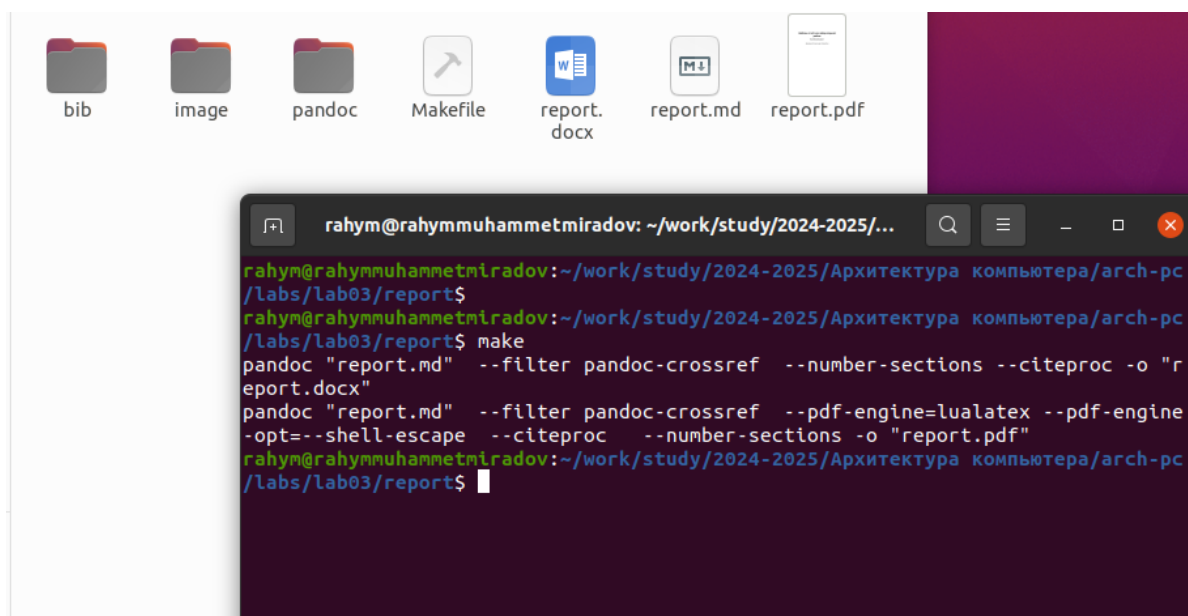 bib image pandoc Makefile report. report.md report.pdf
docx
rahym@rahymmuhammetmiradov: ~/work/study/2024-2025/...
rahym@rahymmuhammetmiradov:~/work/study/2024-2025/Архитектура компьютера/arch-pc
/labs/lab03/report$
rahym@rahymmuhammetmiradov:~/work/study/2024-2025/Архитектура компьютера/arch-pc
/labs/lab03/report$ make
pandoc "report.md"  --filter pandoc-crossref  --number-sections --citeproc -o "r
eport.docx"
pandoc "report.md"  --filter pandoc-crossref  --pdf-engine=lualatex --pdf-engine
-opt=--shell-escape  --citeproc   --number-sections -o "report.pdf"
rahym@rahymmuhammetmiradov:~/work/study/2024-2025/Архитектура компьютера/arch-pc
/labs/lab03/report$